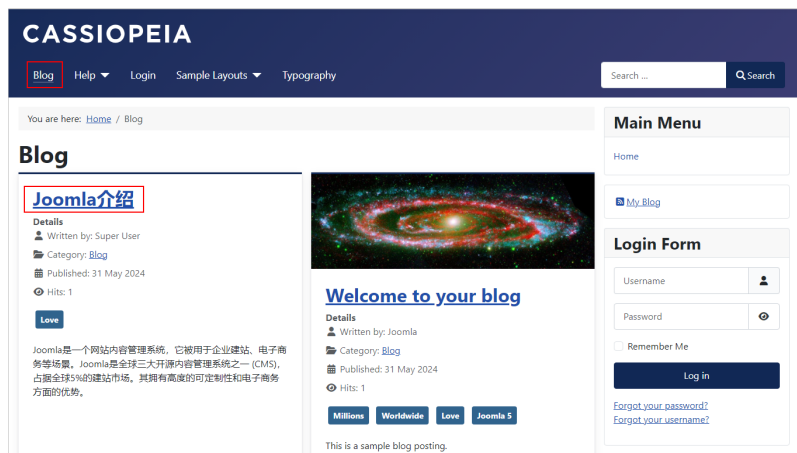 CASSIOPEIA
Blog Help Login Sample Layouts Typography Search ... Search
You are here: Home / Blog
Blog
Joomla介绍
Details
Written by: Super User
Category: Blog
Published: 31 May 2024
Hits: 1
Love
Joomla是一个网站内容管理系统，它被用于企业建站、电子商
务等场景。Joomla是全球三大开源内容管理系统之一 (CMS),
占据全球5%的建站市场。其拥有高度的可定制性和电子商务
方面的优势。
Welcome to your blog
Details
Written by: Joomla
Category: Blog
Published: 31 May 2024
Hits: 1
Millions Worldwide Love Joomla 5
This is a sample blog posting.
Main Menu
Home
My Blog
Login Form
Username
Password
Remember Me
Log in
Forgot your password?
Forgot your username?